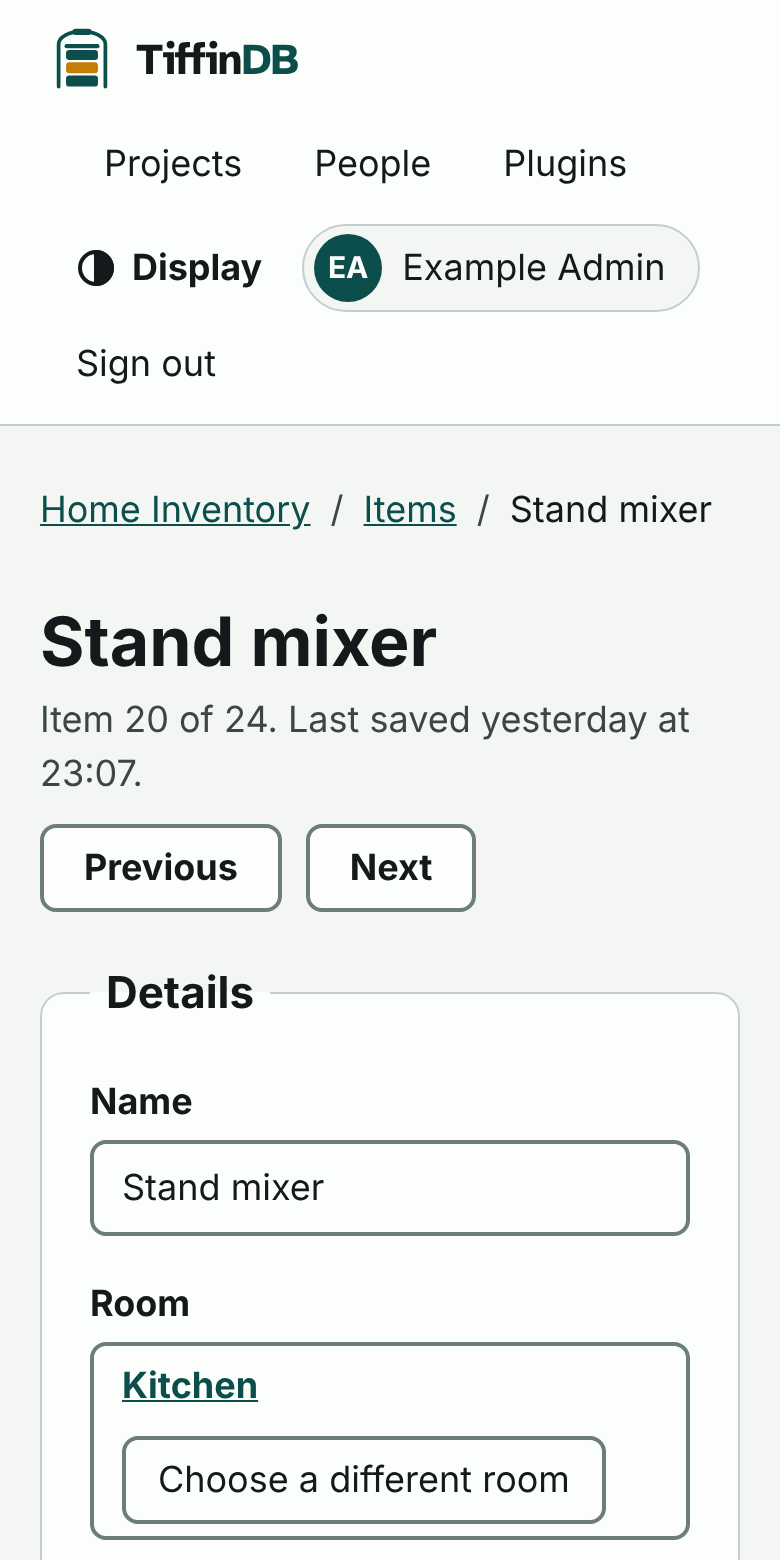 TiffinDB
Projects People Plugins
Display EA Example Admin
Sign out
Home Inventory / Items / Stand mixer
Stand mixer
Item 20 of 24. Last saved yesterday at
23:07.
Previous Next
Details
Name
Stand mixer
Room
Kitchen
Choose a different room